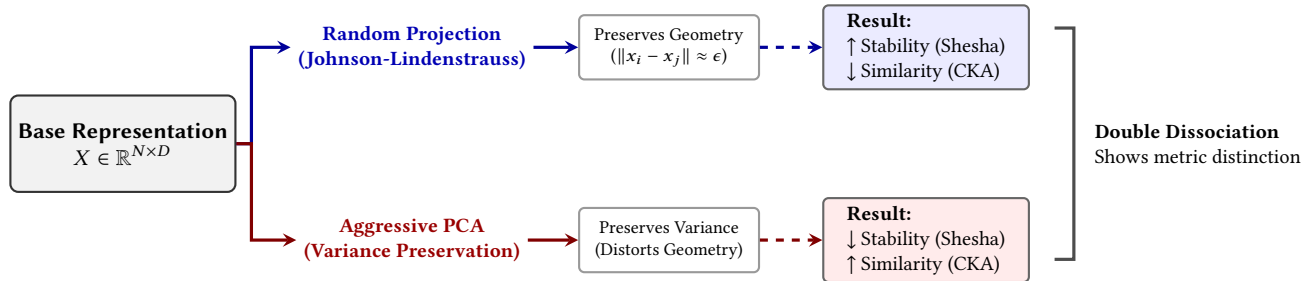 Base Representation
X ∈ ℝ^{N×D}
Random Projection
(Johnson-Lindenstrauss)
Preserves Geometry
(∥x_i − x_j∥ ≈ ϵ)
Result:
↑ Stability (Shesha)
↓ Similarity (CKA)
Aggressive PCA
(Variance Preservation)
Preserves Variance
(Distorts Geometry)
Result:
↓ Stability (Shesha)
↑ Similarity (CKA)
Double Dissociation
Shows metric distinction